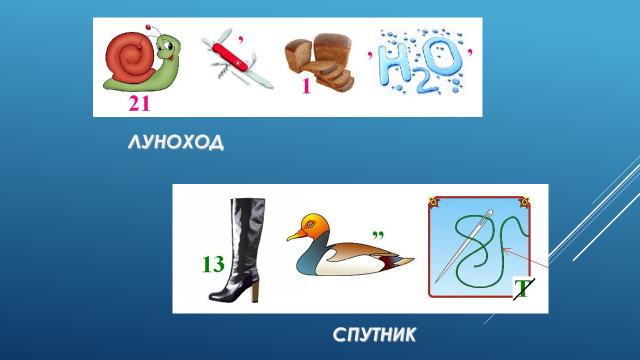 , , ,
H2O
21 1
ЛУНОХОД
13 ,,
Т
СПУТНИК